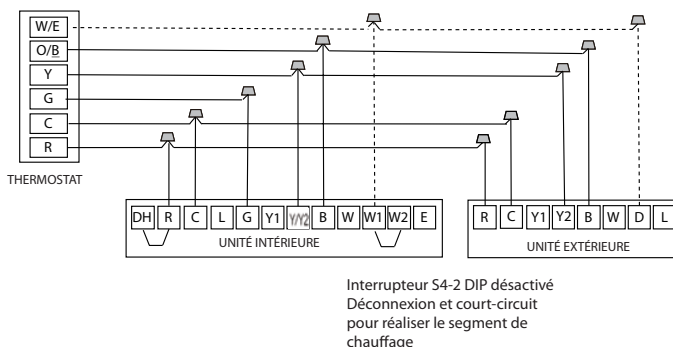 W/E
O/B
Y
G
C
R
THERMOSTAT
DH R C L G Y1 Y/Y2 B W W1 W2 E
UNITÉ INTÉRIEURE
R C Y1 Y2 B W D L
UNITÉ EXTÉRIEURE
Interrupteur S4-2 DIP désactivé
Déconnexion et court-circuit
pour réaliser le segment de
chauffage